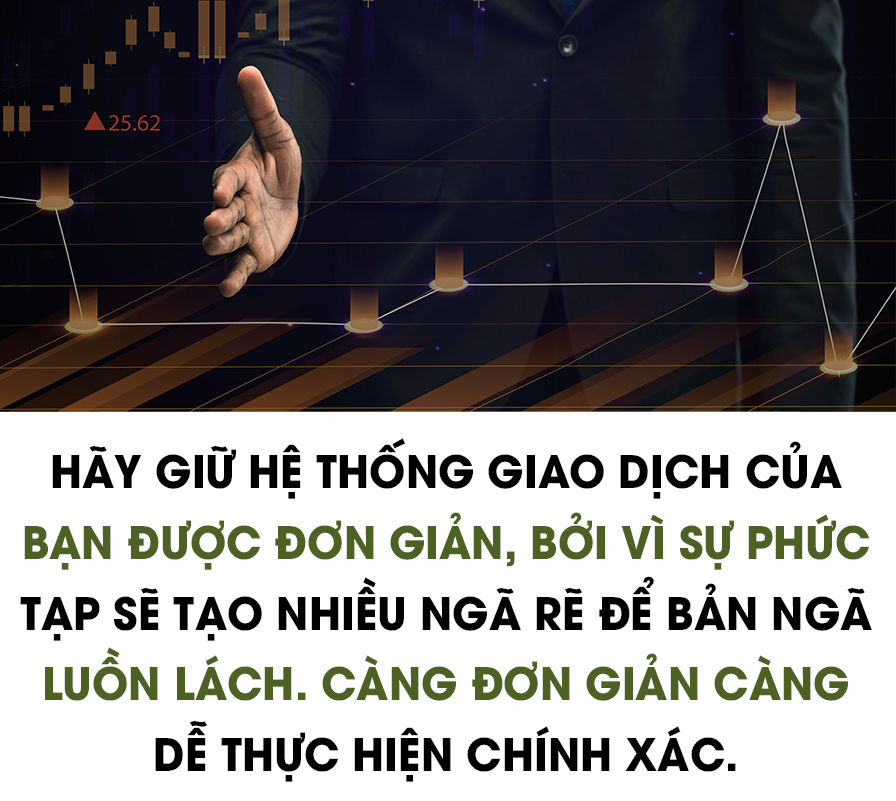 ▲25.62
HÃY GIỮ HỆ THỐNG GIAO DỊCH CỦA
BẠN ĐƯỢC ĐƠN GIẢN, BỞI VÌ SỰ PHỨC
TẠP SẼ TẠO NHIỀU NGÃ RẼ ĐỂ BẢN NGÃ
LUỒN LÁCH. CÀNG ĐƠN GIẢN CÀNG
DỄ THỰC HIỆN CHÍNH XÁC.